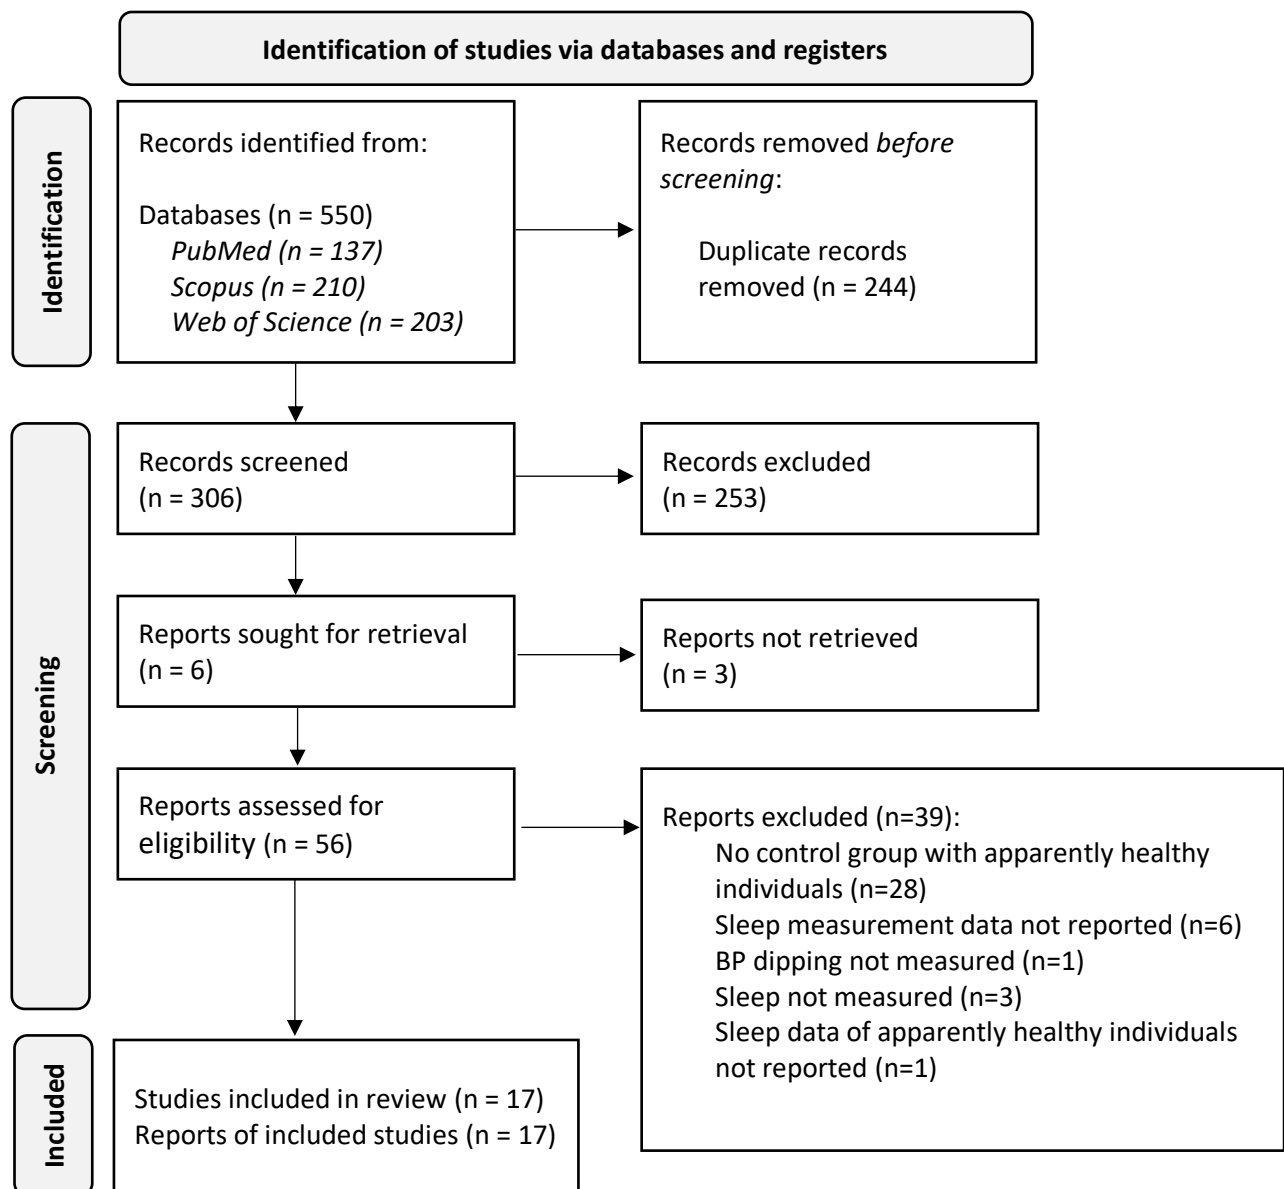 Identification of studies via databases and registers
Identification
Records identified from:
Databases (n = 550)
PubMed (n = 137)
Scopus (n = 210)
Web of Science (n = 203)
Records removed before
screening:
Duplicate records
removed (n = 244)
Screening
Records screened
(n = 306)
Records excluded
(n = 253)
Reports sought for retrieval
(n = 6)
Reports not retrieved
(n = 3)
Reports assessed for
eligibility (n = 56)
Reports excluded (n=39):
No control group with apparently healthy
individuals (n=28)
Sleep measurement data not reported (n=6)
BP dipping not measured (n=1)
Sleep not measured (n=3)
Sleep data of apparently healthy individuals
not reported (n=1)
Included
Studies included in review (n = 17)
Reports of included studies (n = 17)